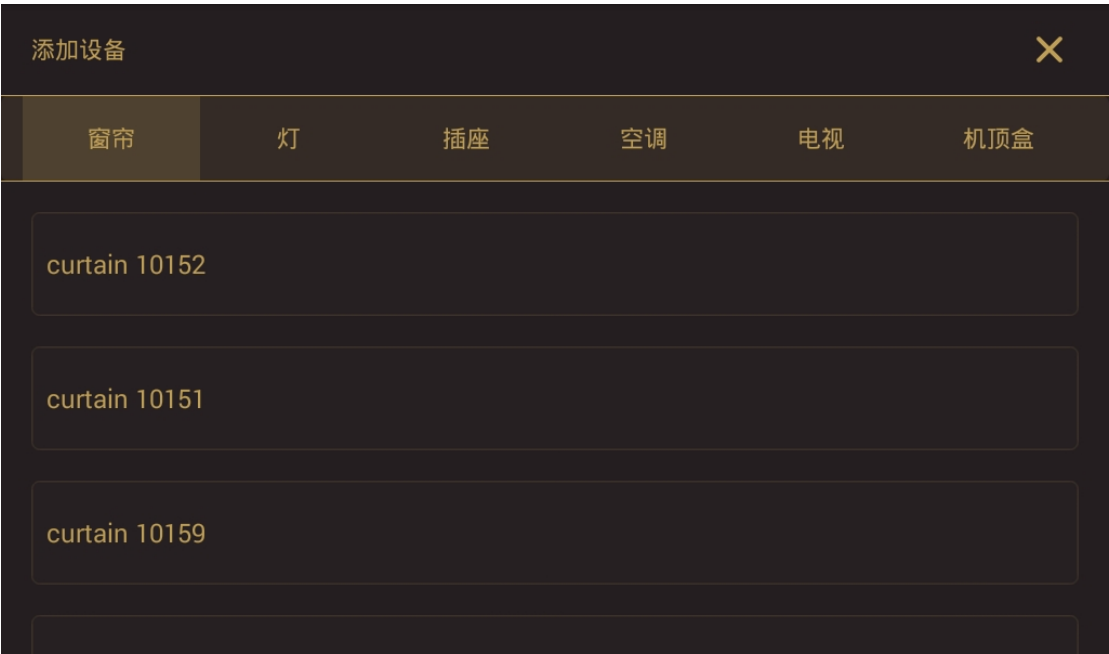 添加设备
窗帘 灯 插座 空调 电视 机顶盒
curtain 10152
curtain 10151
curtain 10159